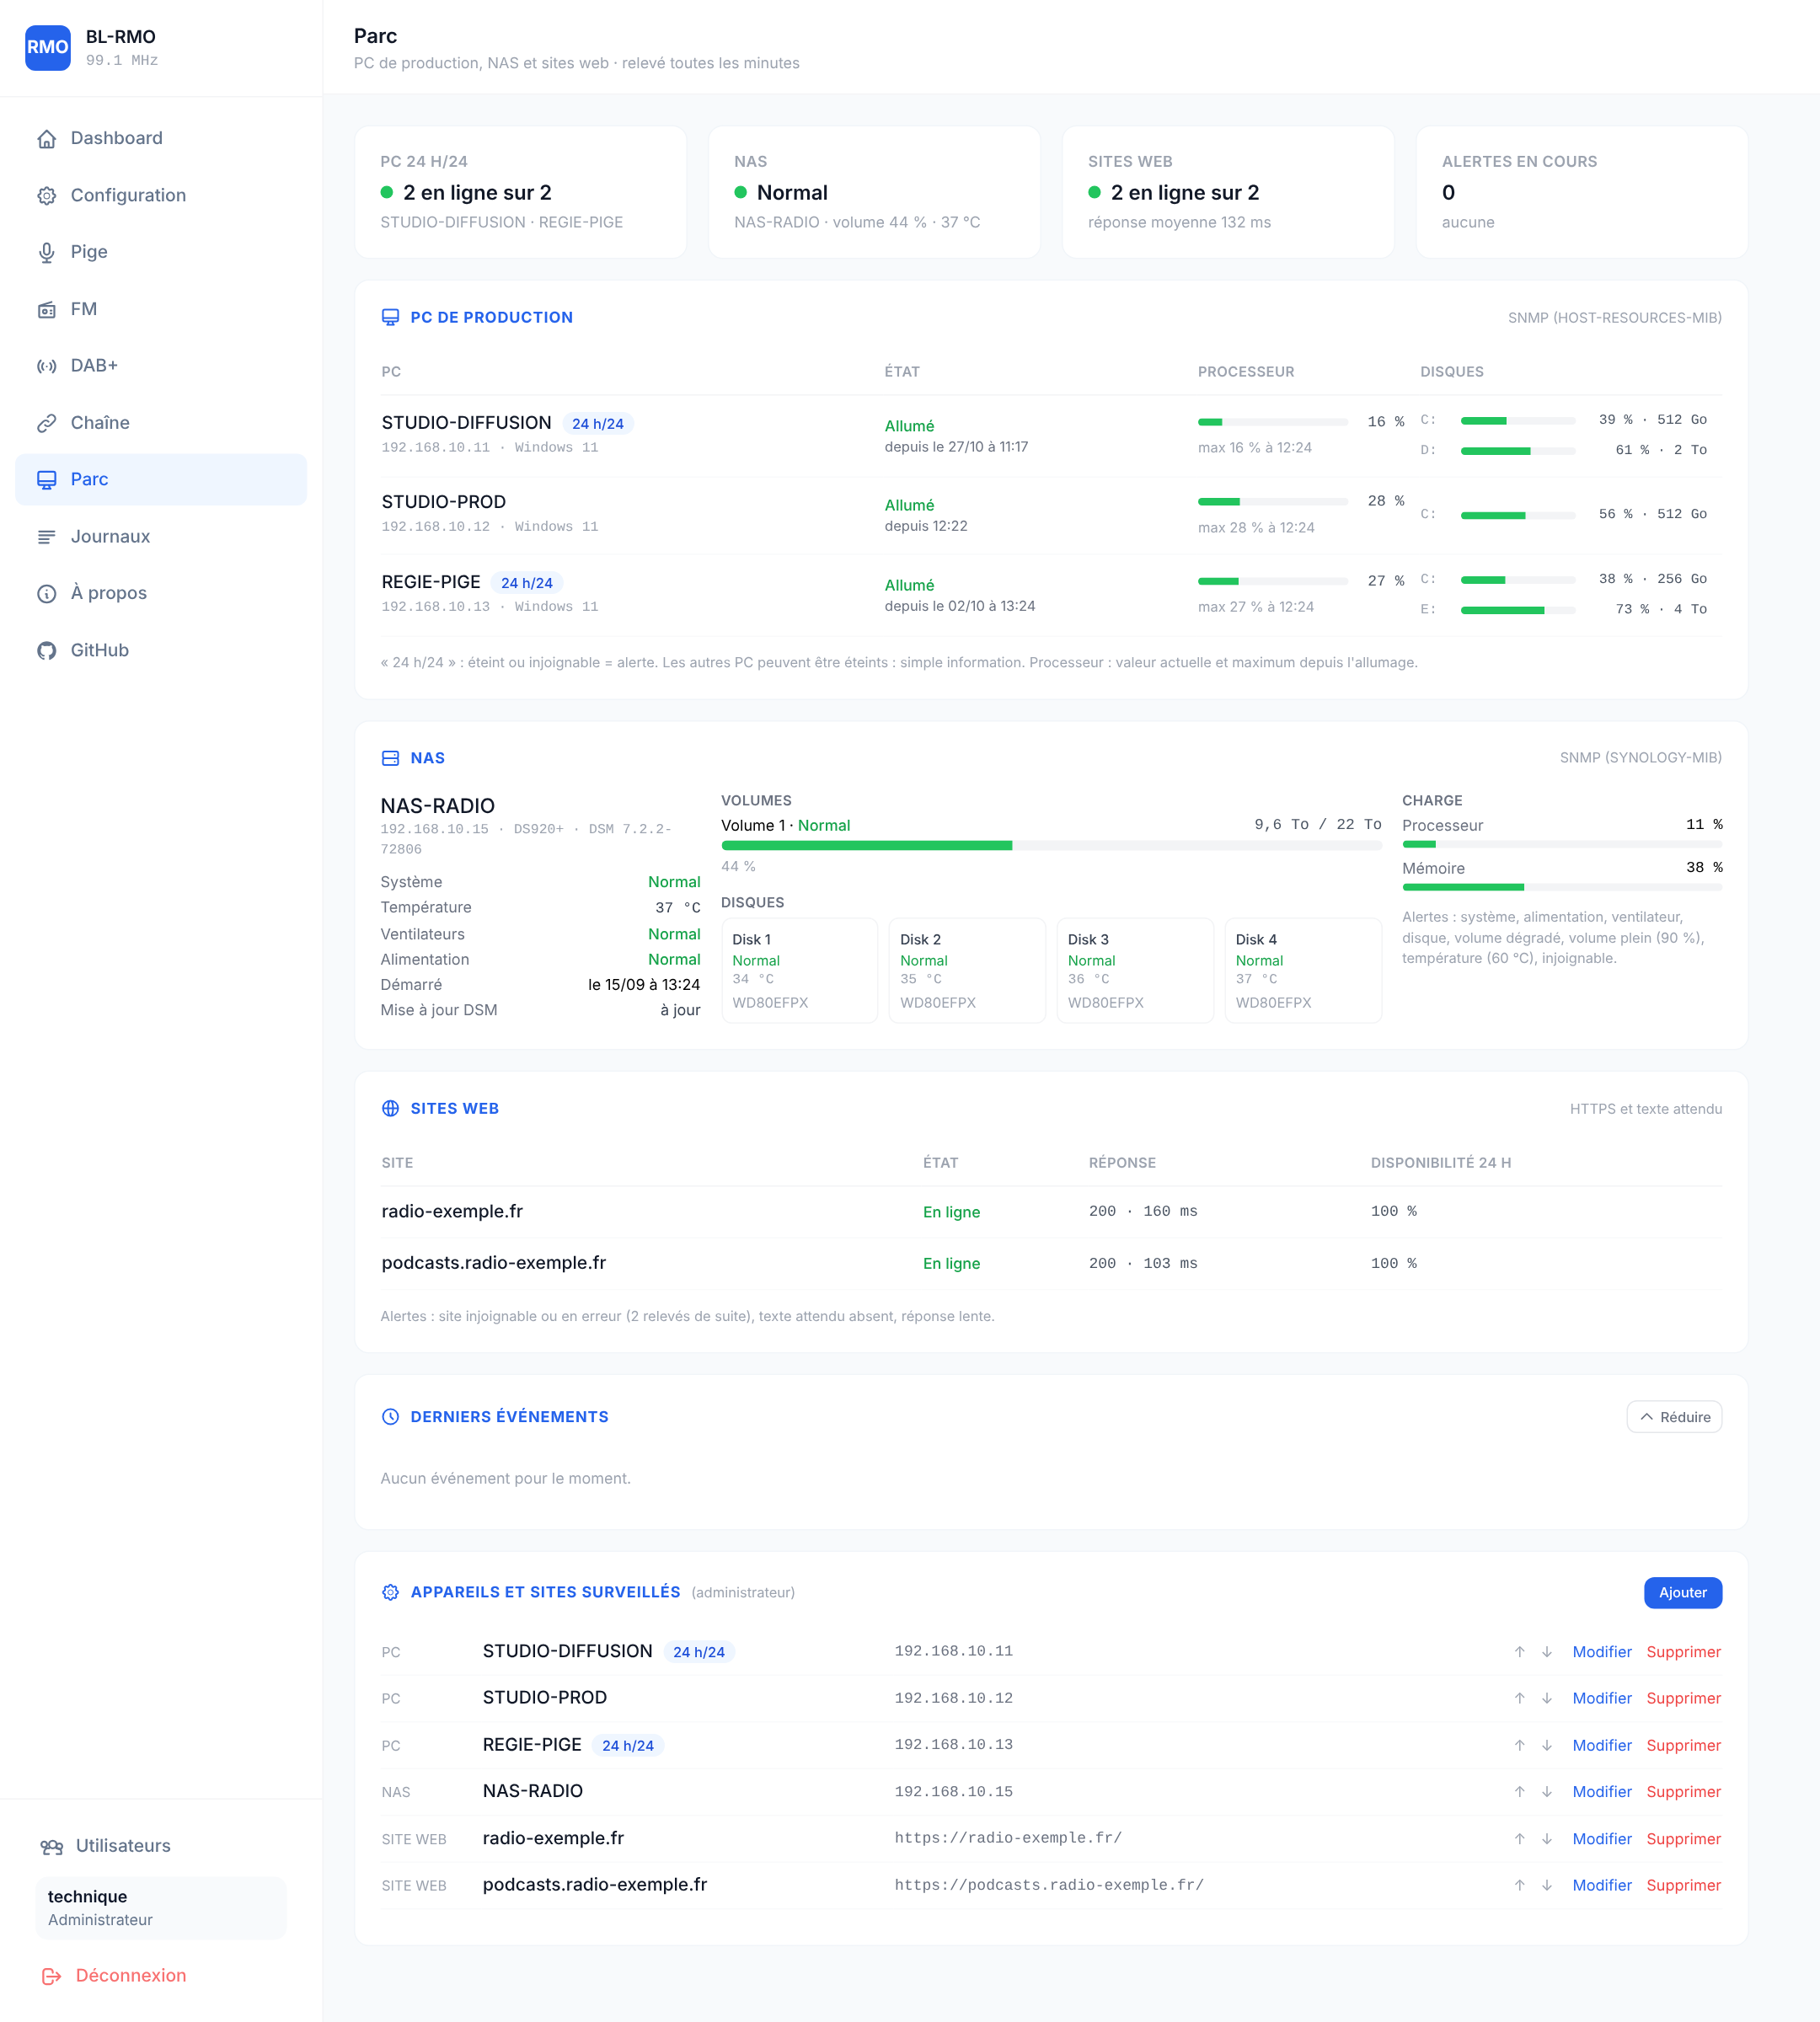 RMO
BL-RMO
99.1 MHz
Dashboard
Configuration
Pige
FM
DAB+
Chaîne
Parc
Journaux
À propos
GitHub
Utilisateurs
technique
Administrateur
Déconnexion
Parc
PC de production, NAS et sites web · relevé toutes les minutes
PC 24 H/24
2 en ligne sur 2
STUDIO-DIFFUSION · REGIE-PIGE
NAS
Normal
NAS-RADIO · volume 44 % · 37 °C
SITES WEB
2 en ligne sur 2
réponse moyenne 132 ms
ALERTES EN COURS
0
aucune
PC DE PRODUCTION SNMP (HOST-RESOURCES-MIB)
PC ÉTAT PROCESSEUR DISQUES
STUDIO-DIFFUSION 24 h/24 Allumé 16 % C: 39 % · 512 Go
192.168.10.11 · Windows 11 depuis le 27/10 à 11:17 max 16 % à 12:24 D: 61 % · 2 To
STUDIO-PROD Allumé 28 % C: 56 % · 512 Go
192.168.10.12 · Windows 11 depuis 12:22 max 28 % à 12:24
REGIE-PIGE 24 h/24 Allumé 27 % C: 38 % · 256 Go
192.168.10.13 · Windows 11 depuis le 02/10 à 13:24 max 27 % à 12:24 E: 73 % · 4 To
« 24 h/24 » : éteint ou injoignable = alerte. Les autres PC peuvent être éteints : simple information. Processeur : valeur actuelle et maximum depuis l'allumage.
NAS SNMP (SYNOLOGY-MIB)
NAS-RADIO
192.168.10.15 · DS920+ · DSM 7.2.2-
72806
Système Normal
Température 37 °C
Ventilateurs Normal
Alimentation Normal
Démarré le 15/09 à 13:24
Mise à jour DSM à jour
VOLUMES
Volume 1 · Normal 9,6 To / 22 To
44 %
DISQUES
Disk 1
Normal
34 °C
WD80EFPX
Disk 2
Normal
35 °C
WD80EFPX
Disk 3
Normal
36 °C
WD80EFPX
Disk 4
Normal
37 °C
WD80EFPX
CHARGE
Processeur 11 %
Mémoire 38 %
Alertes : système, alimentation, ventilateur,
disque, volume dégradé, volume plein (90 %),
température (60 °C), injoignable.
SITES WEB HTTPS et texte attendu
SITE ÉTAT RÉPONSE DISPONIBILITÉ 24 H
radio-exemple.fr En ligne 200 · 160 ms 100 %
podcasts.radio-exemple.fr En ligne 200 · 103 ms 100 %
Alertes : site injoignable ou en erreur (2 relevés de suite), texte attendu absent, réponse lente.
DERNIERS ÉVÉNEMENTS Réduire
Aucun événement pour le moment.
APPAREILS ET SITES SURVEILLÉS (administrateur) Ajouter
PC STUDIO-DIFFUSION 24 h/24 192.168.10.11 ↑ ↓ Modifier Supprimer
PC STUDIO-PROD 192.168.10.12 ↑ ↓ Modifier Supprimer
PC REGIE-PIGE 24 h/24 192.168.10.13 ↑ ↓ Modifier Supprimer
NAS NAS-RADIO 192.168.10.15 ↑ ↓ Modifier Supprimer
SITE WEB radio-exemple.fr https://radio-exemple.fr/ ↑ ↓ Modifier Supprimer
SITE WEB podcasts.radio-exemple.fr https://podcasts.radio-exemple.fr/ ↑ ↓ Modifier Supprimer